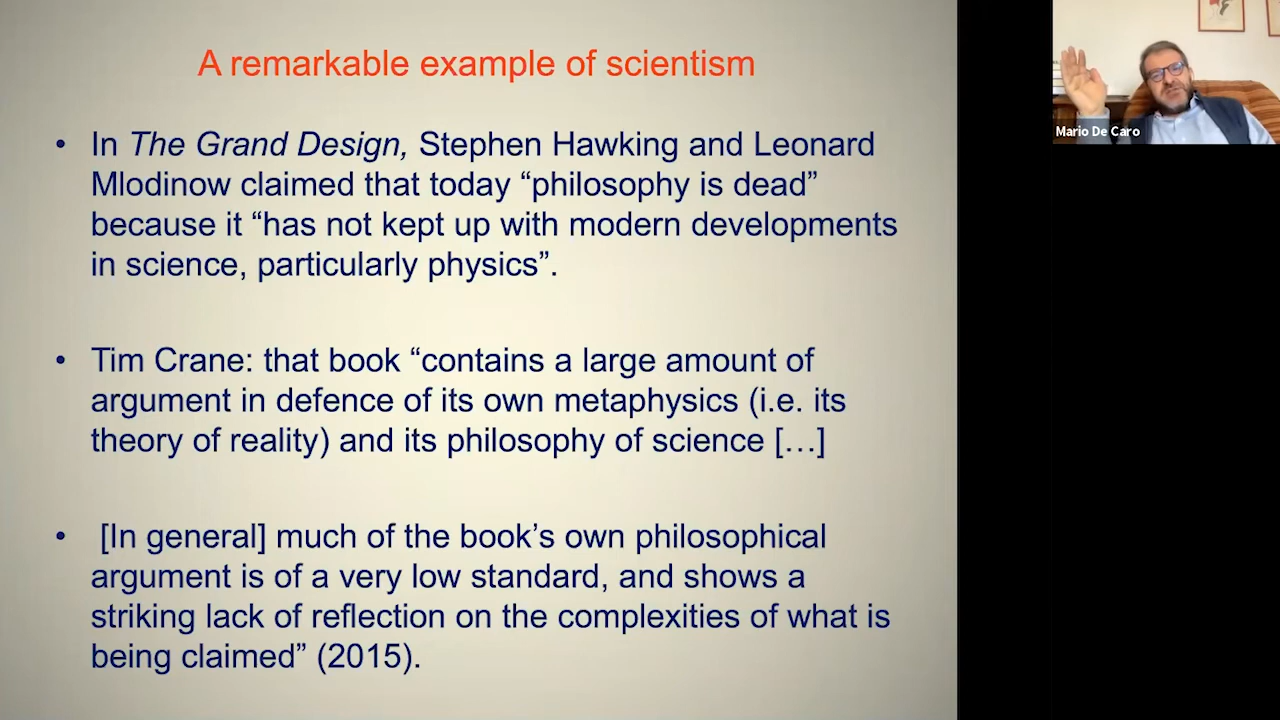 A remarkable example of scientism
• In The Grand Design, Stephen Hawking and Leonard
Mlodinow claimed that today “philosophy is dead”
because it “has not kept up with modern developments
in science, particularly physics”.
• Tim Crane: that book “contains a large amount of
argument in defence of its own metaphysics (i.e. its
theory of reality) and its philosophy of science […]
• [In general] much of the book’s own philosophical
argument is of a very low standard, and shows a
striking lack of reflection on the complexities of what is
being claimed” (2015).
Mario De Caro